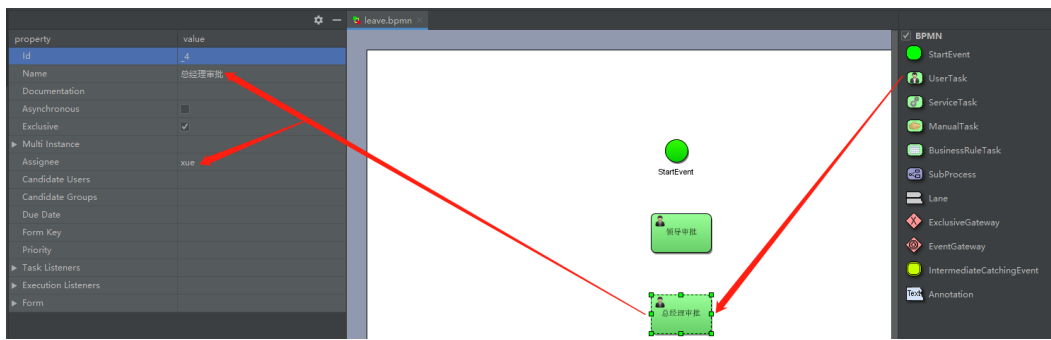 leave.bpmn
property value
Id _4
Name 总经理审批
Documentation
Asynchronous
Exclusive
Multi Instance
Assignee xue
Candidate Users
Candidate Groups
Due Date
Form Key
Priority
Task Listeners
Execution Listeners
Form
StartEvent
领导审批
总经理审批
BPMN
StartEvent
UserTask
ServiceTask
ManualTask
BusinessRuleTask
SubProcess
Lane
ExclusiveGateway
EventGateway
IntermediateCatchingEvent
Text Annotation